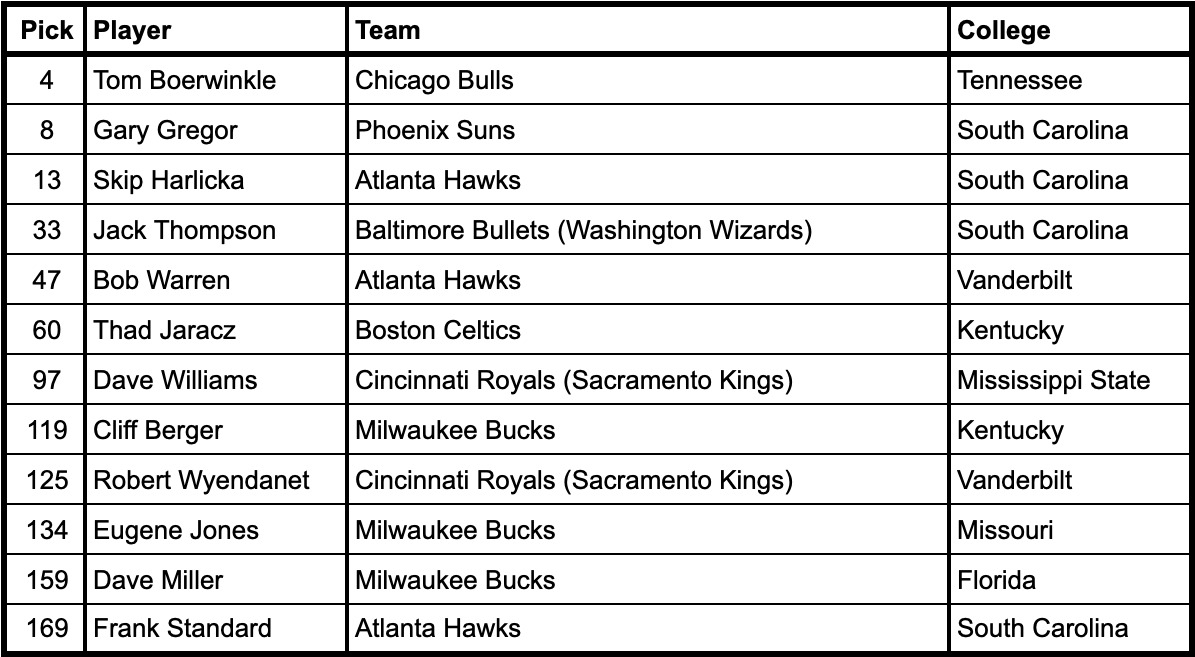 Pick Player Team College
4 Tom Boerwinkle Chicago Bulls Tennessee
8 Gary Gregor Phoenix Suns South Carolina
13 Skip Harlicka Atlanta Hawks South Carolina
33 Jack Thompson Baltimore Bullets (Washington Wizards) South Carolina
47 Bob Warren Atlanta Hawks Vanderbilt
60 Thad Jaracz Boston Celtics Kentucky
97 Dave Williams Cincinnati Royals (Sacramento Kings) Mississippi State
119 Cliff Berger Milwaukee Bucks Kentucky
125 Robert Wyendanet Cincinnati Royals (Sacramento Kings) Vanderbilt
134 Eugene Jones Milwaukee Bucks Missouri
159 Dave Miller Milwaukee Bucks Florida
169 Frank Standard Atlanta Hawks South Carolina